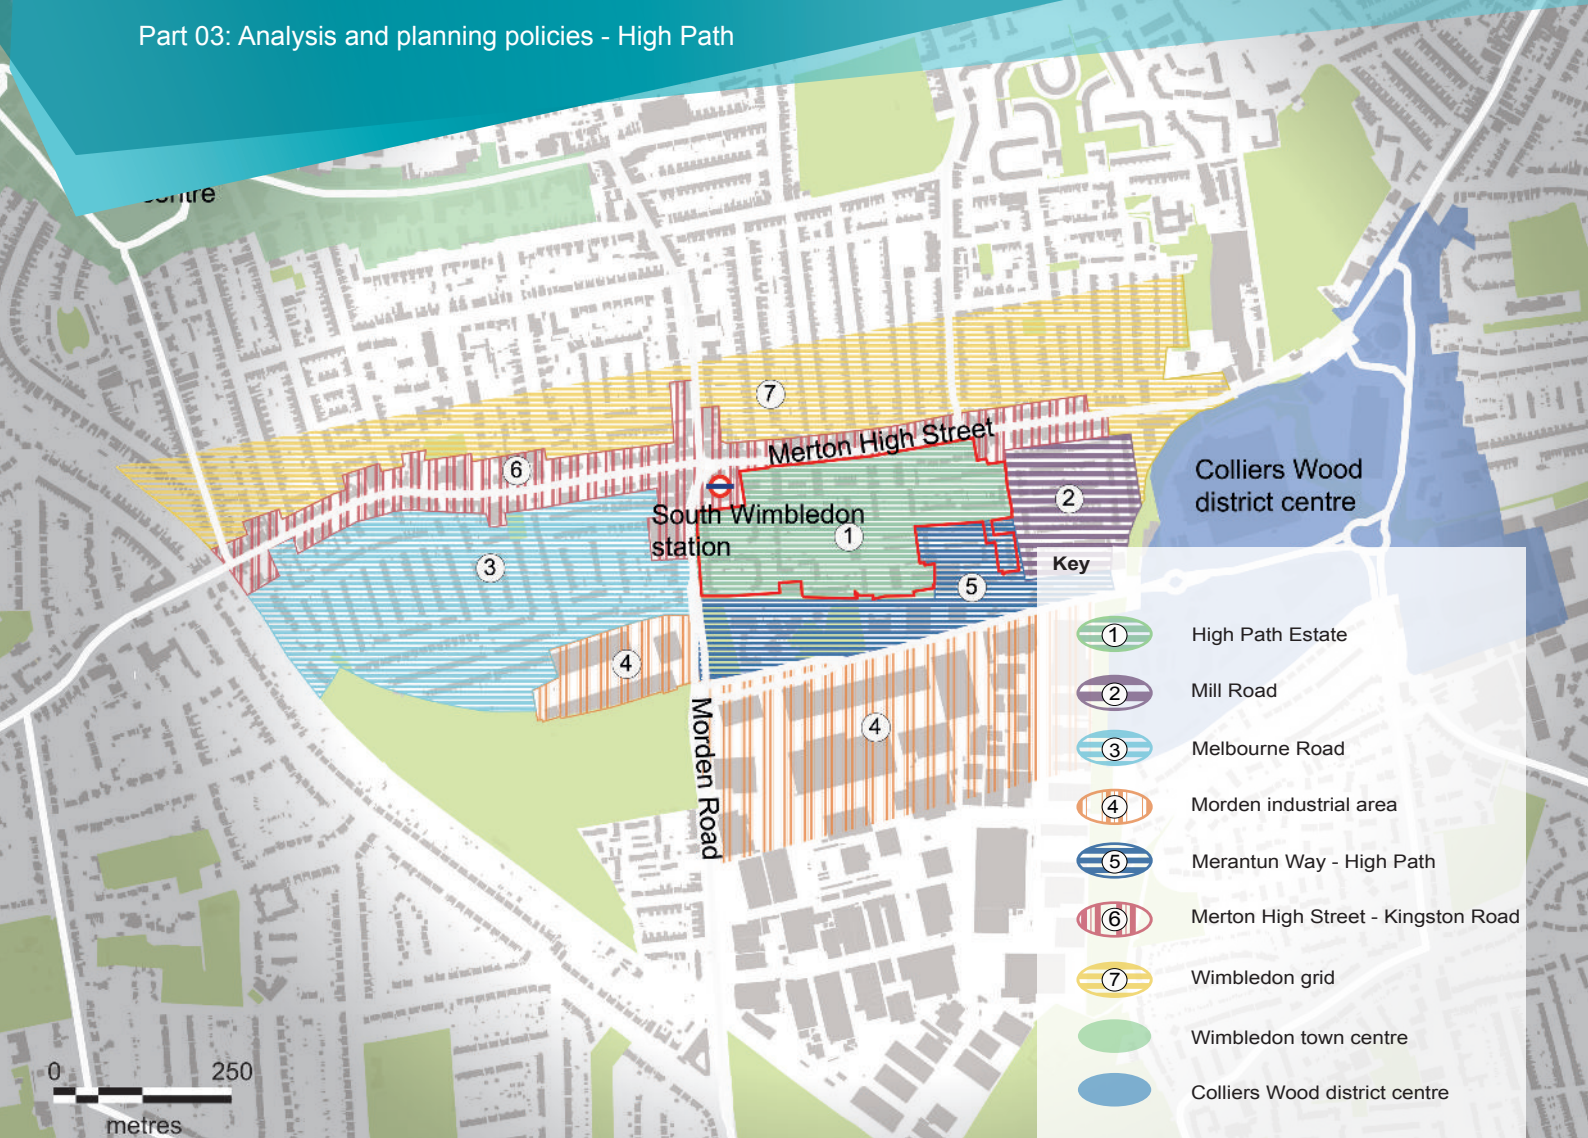 Part 03: Analysis and planning policies - High Path
7
Merton High Street
6
Colliers Wood
district centre
2
South Wimbledon
station
1
3
5
4
4
Morden Road
Key
1 High Path Estate
2 Mill Road
3 Melbourne Road
4 Morden industrial area
5 Merantun Way - High Path
6 Merton High Street - Kingston Road
7 Wimbledon grid
Wimbledon town centre
Colliers Wood district centre
0 250
metres